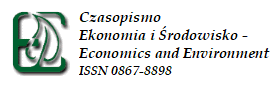 Czasopismo
Ekonomia i Środowisko -
Economics and Environment
ISSN 0867-8898